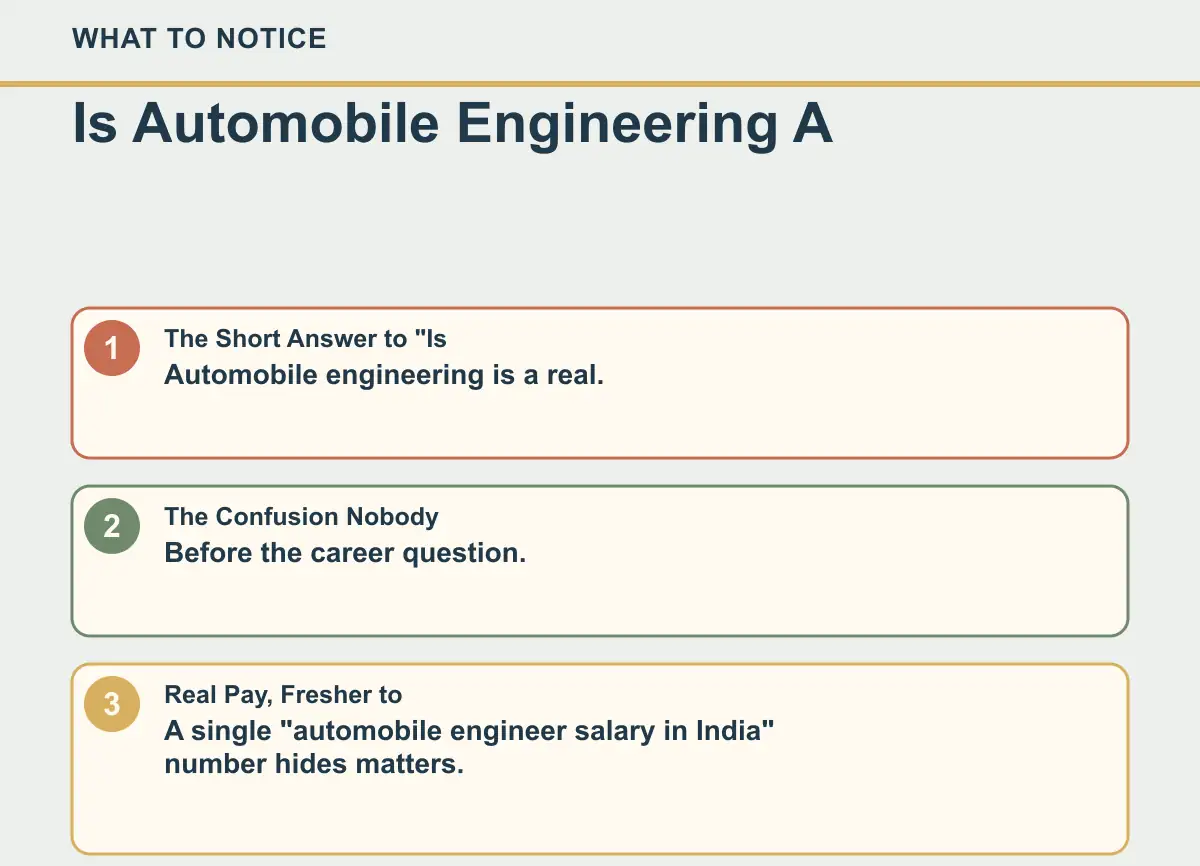 WHAT TO NOTICE
Is Automobile Engineering A
1
The Short Answer to "Is
Automobile engineering is a real.
2
The Confusion Nobody
Before the career question.
3
Real Pay, Fresher to
A single "automobile engineer salary in India"
number hides matters.